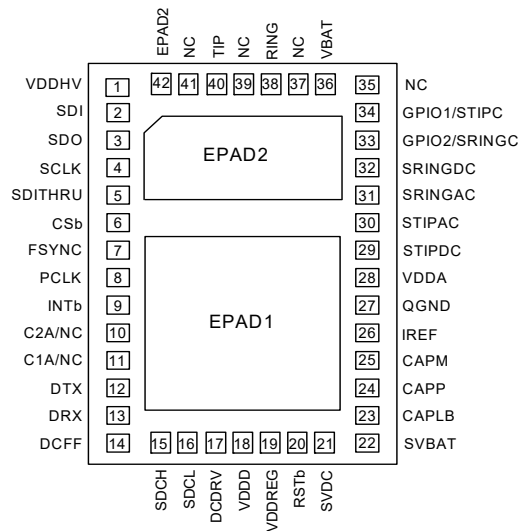 EPAD2
NC
TIP
NC
RING
NC
VBAT
42 41 40 39 38 37 36
VDDHV 1
SDI 2
SDO 3
SCLK 4
SDITHRU 5
CSb 6
FSYNC 7
PCLK 8
INTb 9
C2A/NC 10
C1A/NC 11
DTX 12
DRX 13
DCFF 14
EPAD2
EPAD1
35 NC
34 GPIO1/STIPC
33 GPIO2/SRINGC
32 SRINGDC
31 SRINGAC
30 STIPAC
29 STIPDC
28 VDDA
27 QGND
26 IREF
25 CAPM
24 CAPP
23 CAPLB
22 SVBAT
15 16 17 18 19 20 21
SDCH
SDCL
DCDRV
VDDD
VDDREG
RSTb
SVDC